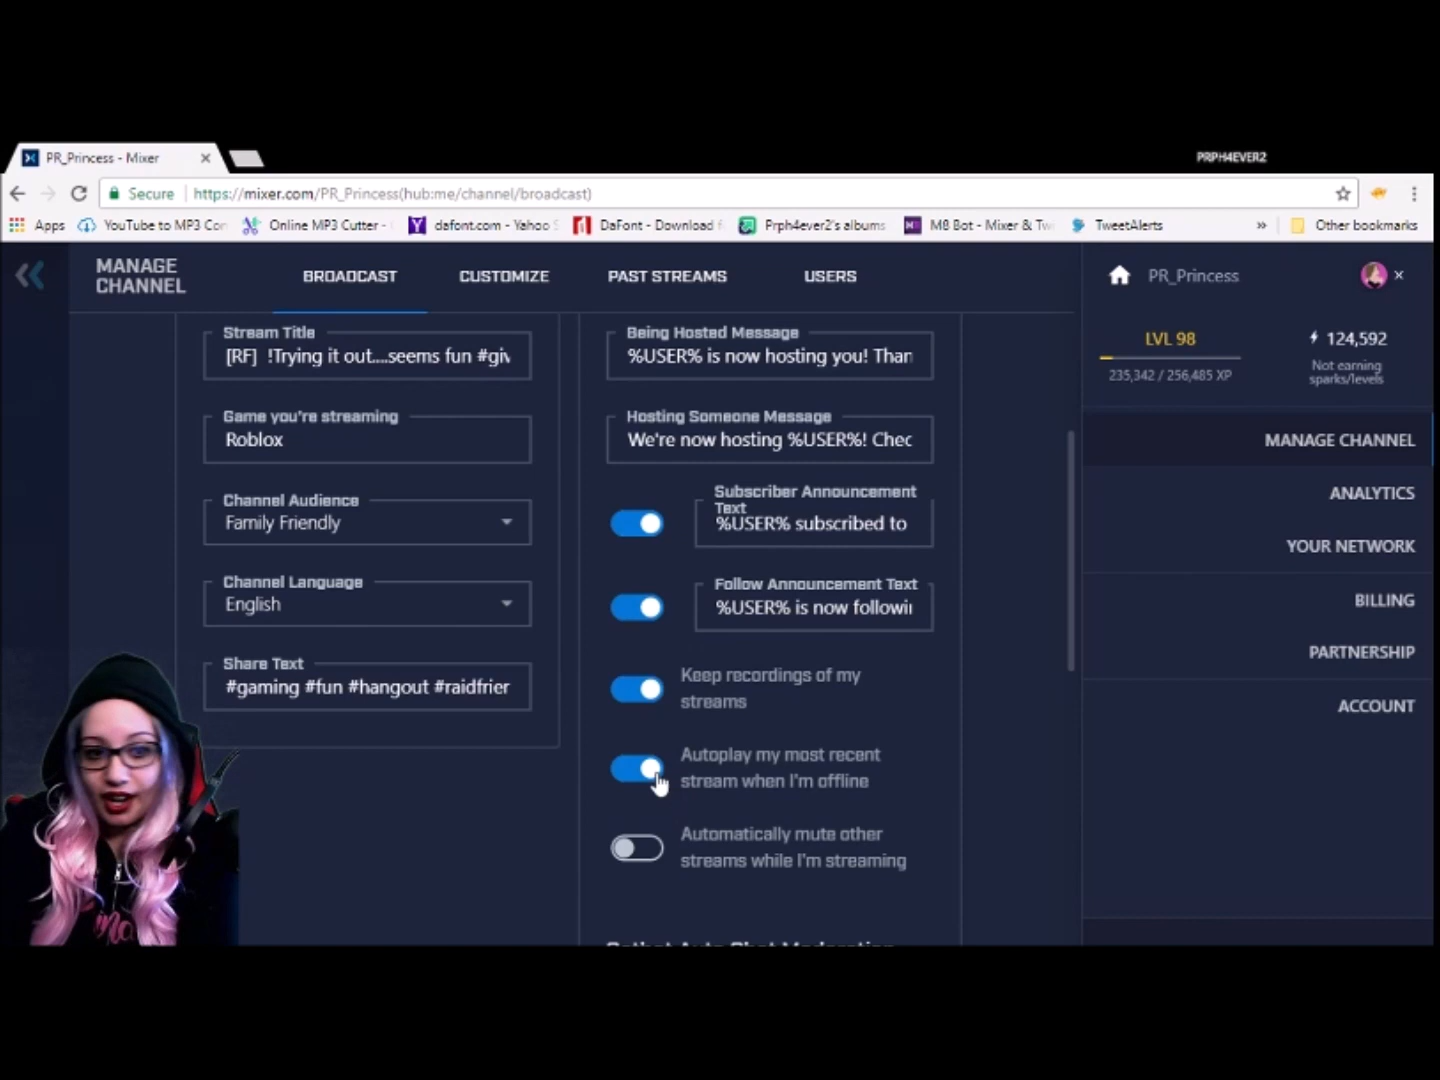 PR_Princess - Mixer
PRPH4EVER2
Secure
https://mixer.com/PR_Princess(hub:me/channel/broadcast)
Apps
YouTube to MP3 Con
Online MP3 Cutter -
dafont.com - Yahoo
DaFont - Download
Prph4ever2's albums
M8 Bot - Mixer & Tw
TweetAlerts
»
Other bookmarks
MANAGE
CHANNEL
BROADCAST
CUSTOMIZE
PAST STREAMS
USERS
PR_Princess
LVL 98
124,592
235,342 / 256,485 XP
Not earning
sparks/levels
Stream Title
[RF] !Trying it out....seems fun #giv
Game you're streaming
Roblox
Channel Audience
Family Friendly
Channel Language
English
Share Text
#gaming #fun #hangout #raidfrier
Being Hosted Message
%USER% is now hosting you! Than
Hosting Someone Message
We're now hosting %USER%! Chec
Subscriber Announcement
Text
%USER% subscribed to
Follow Announcement Text
%USER% is now followin
Keep recordings of my
streams
Autoplay my most recent
stream when I'm offline
Automatically mute other
streams while I'm streaming
MANAGE CHANNEL
ANALYTICS
YOUR NETWORK
BILLING
PARTNERSHIP
ACCOUNT